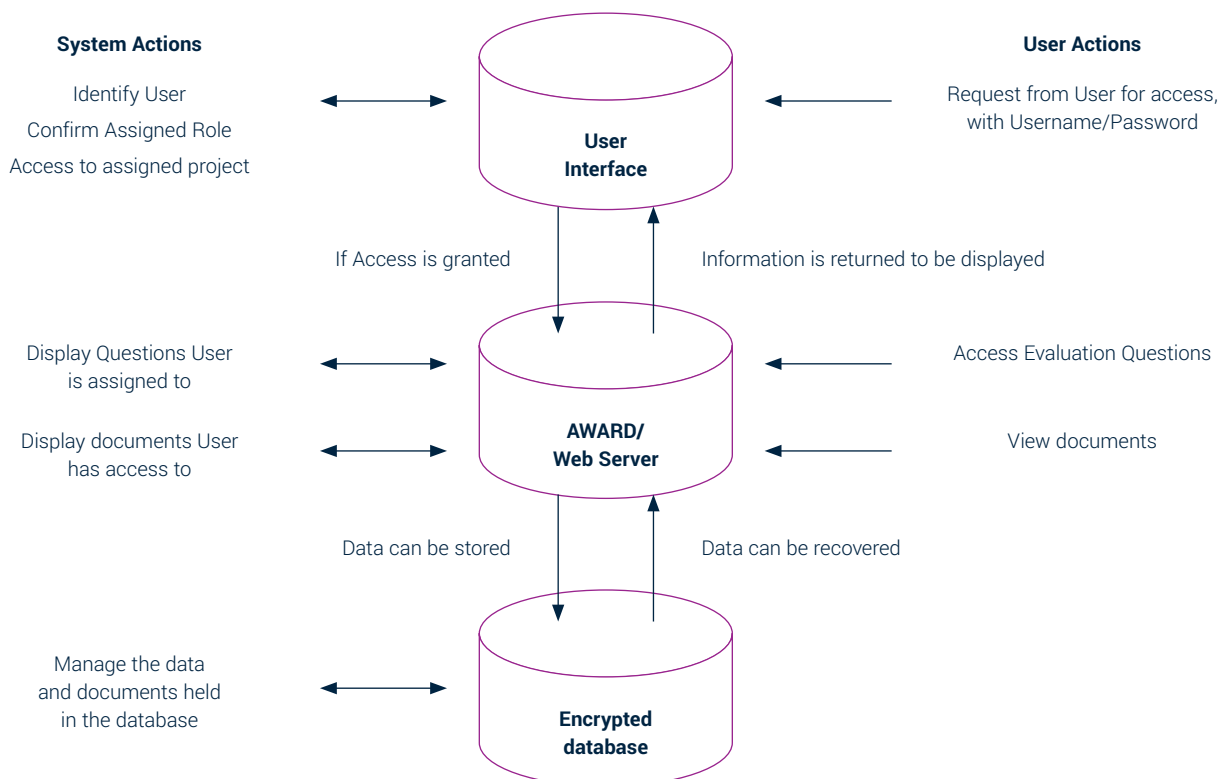 System Actions
User Actions
Identify User
Confirm Assigned Role
Access to assigned project
User
Interface
Request from User for access,
with Username/Password
If Access is granted
Information is returned to be displayed
Display Questions User
is assigned to
Display documents User
has access to
AWARD/
Web Server
Access Evaluation Questions
View documents
Data can be stored
Data can be recovered
Manage the data
and documents held
in the database
Encrypted
database